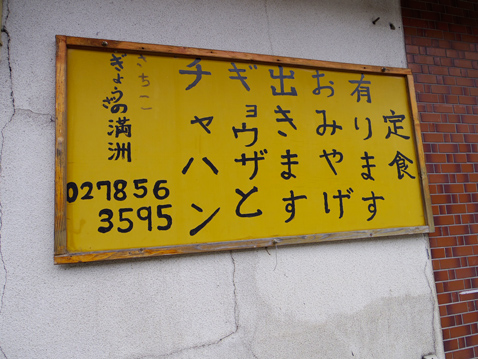 定食
有ります
おみやげ
出きます
ギョウザと
チャハン
さちこ
ぎょうざの満洲
027856
3595